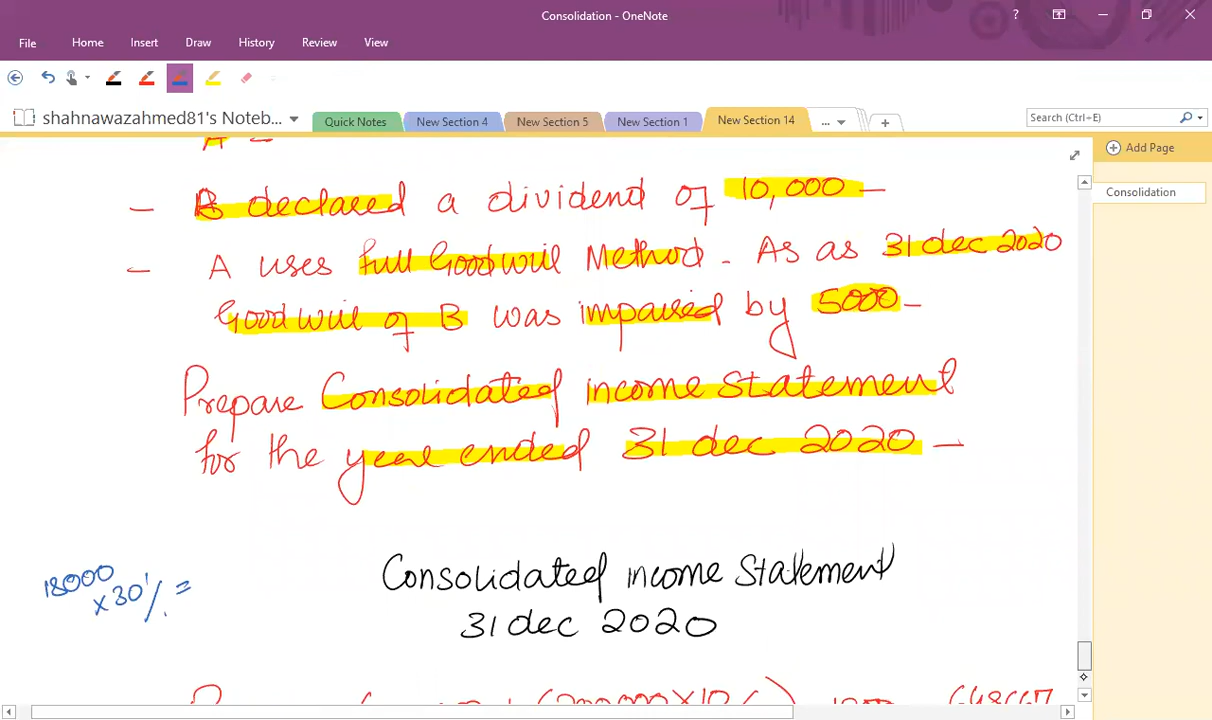 Consolidation - OneNote
File Home Insert Draw History Review View
shahnawazahmed81's Noteb... Quick Notes New Section 4 New Section 5 New Section 1 New Section 14 ... Search (Ctrl+E)
Add Page
Consolidation
A
- B declared a dividend of 10,000 -
- A uses full Goodwill Method. As as 31 dec 2020
Goodwill of B was impaired by 5000 -
Prepare Consolidated income Statement
for the year ended 31 dec 2020 -
Consolidated income Statement
31 dec 2020
18000
x 30% =